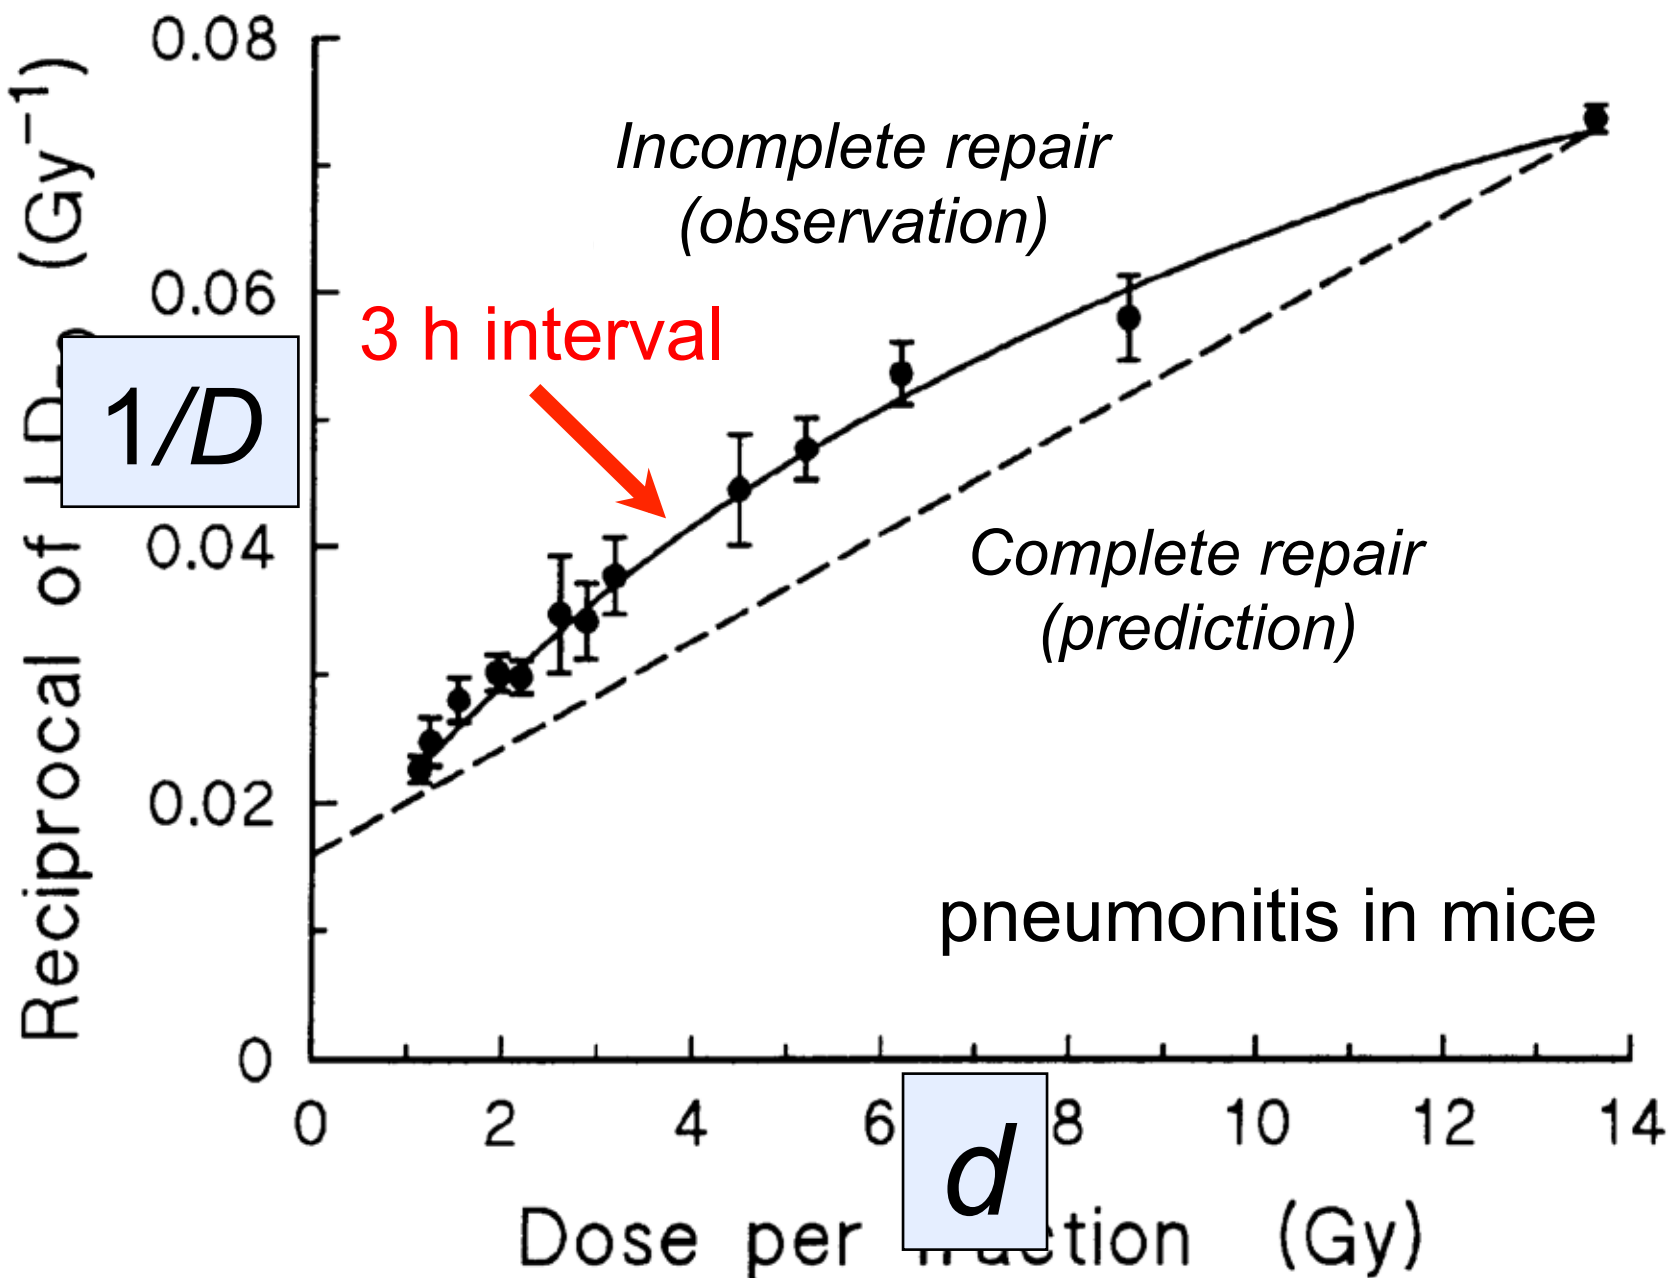 0.08
0.06
0.04
0.02
0
Reciprocal of (Gy⁻¹)
1/D
Incomplete repair
(observation)
3 h interval
Complete repair
(prediction)
pneumonitis in mice
0 2 4 6 8 10 12 14
d
Dose per (Gy)